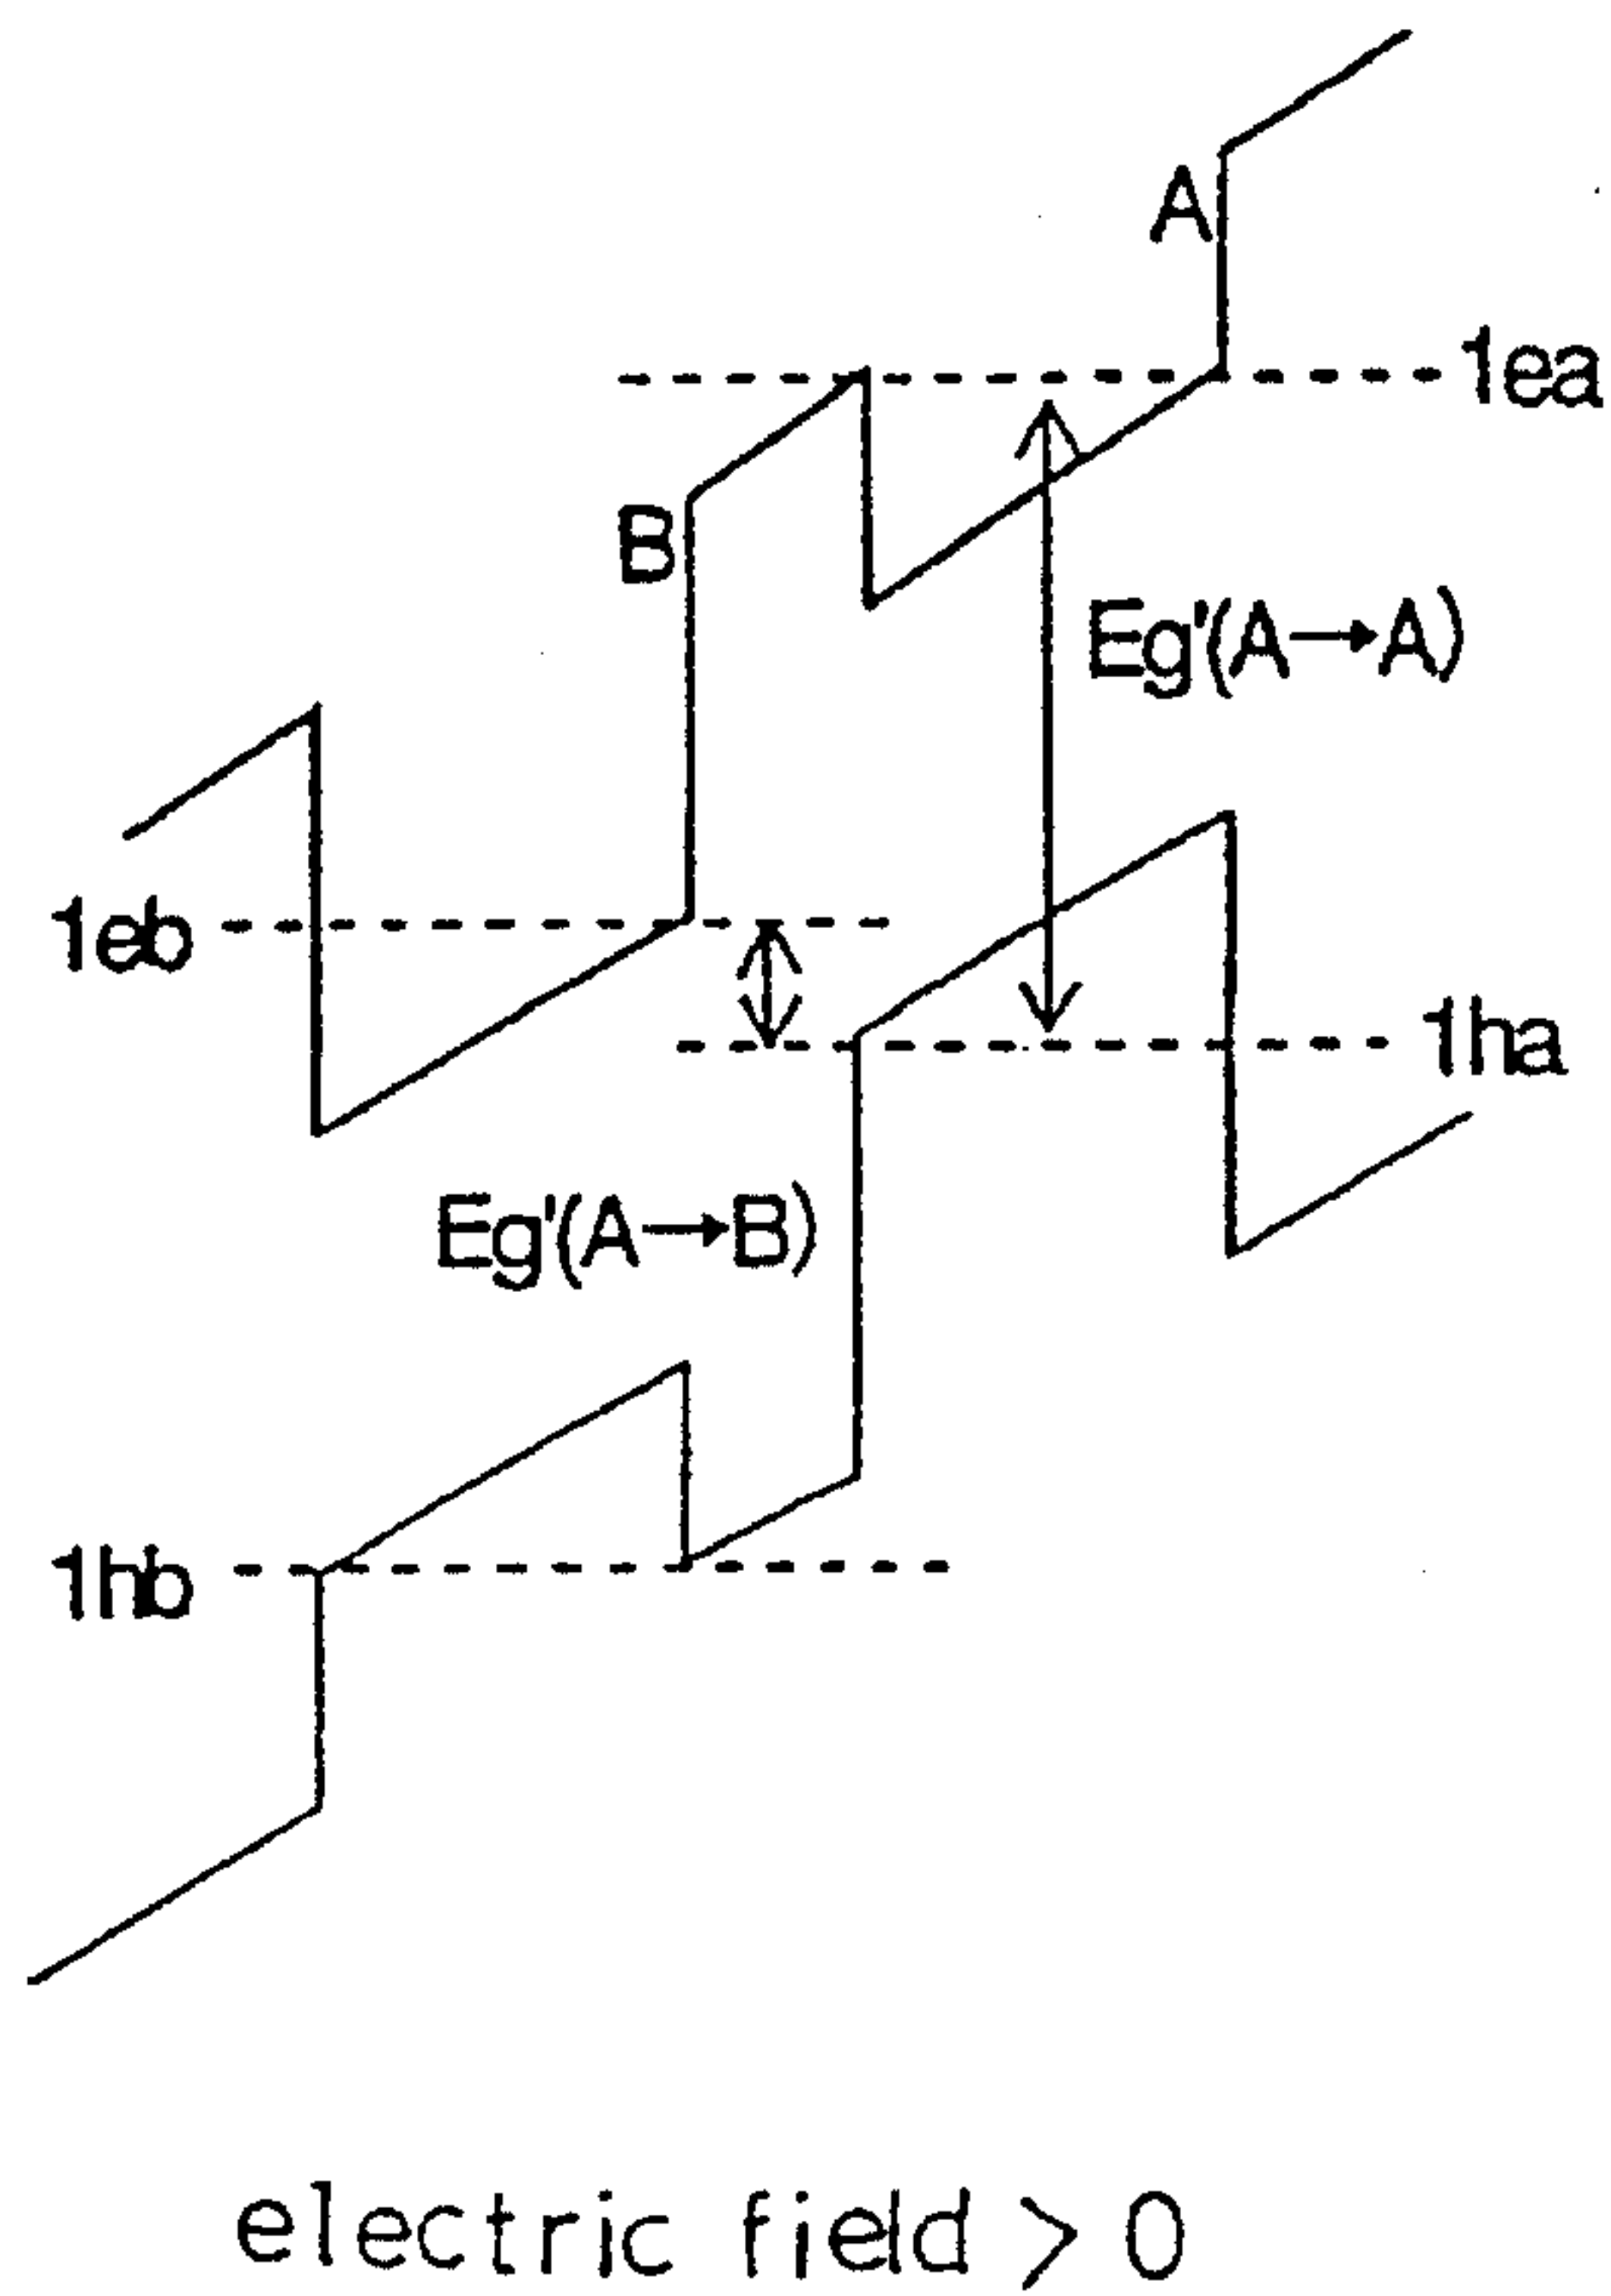 A
1ea
B
Eg'(A→A)
1eb
1ha
Eg'(A→B)
1hb
electric field > 0